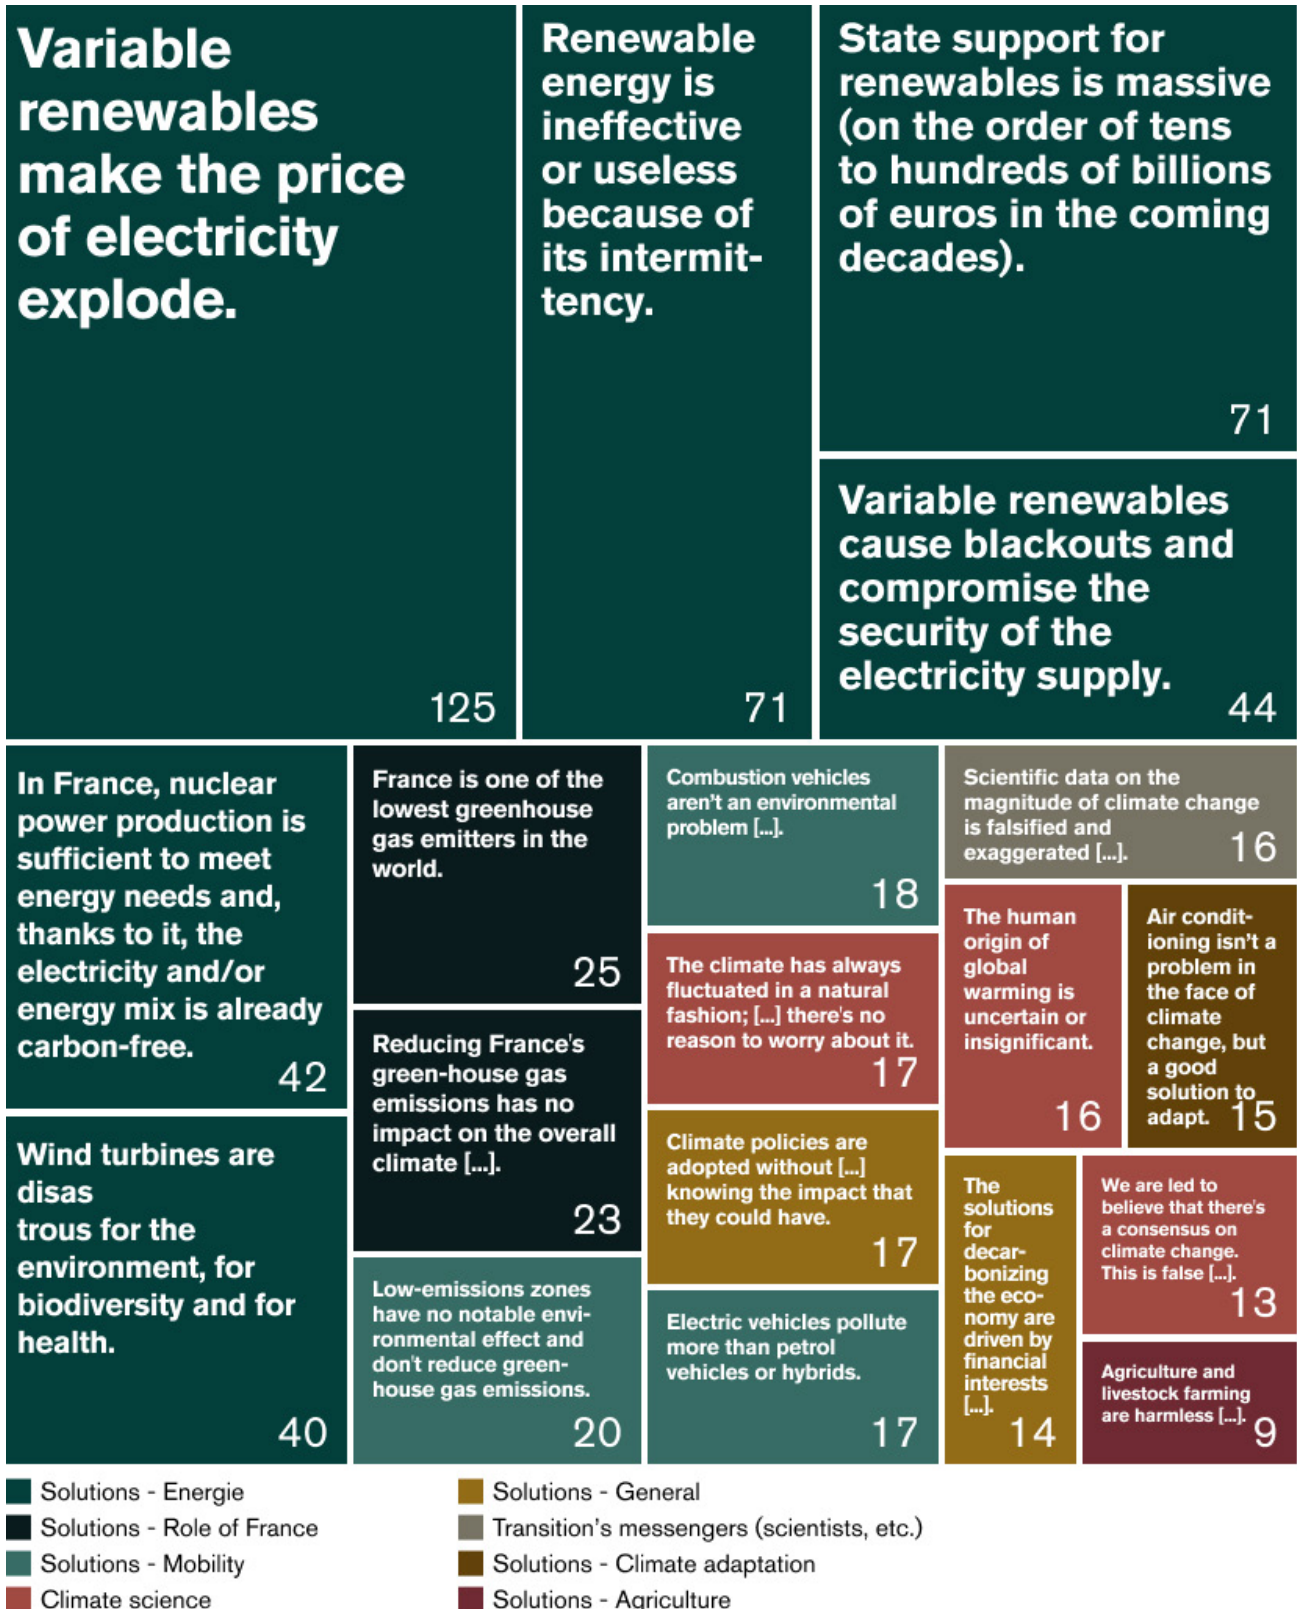 Variable
renewables
make the price
of electricity
explode.
125
Renewable
energy is
ineffective
or useless
because of
its intermit-
tency.
71
State support for
renewables is massive
(on the order of tens
to hundreds of billions
of euros in the coming
decades).
71
Variable renewables
cause blackouts and
compromise the
security of the
electricity supply.
44
In France, nuclear
power production is
sufficient to meet
energy needs and,
thanks to it, the
electricity and/or
energy mix is already
carbon-free.
42
Wind turbines are
disas
trous for the
environment, for
biodiversity and for
health.
40
France is one of the
lowest greenhouse
gas emitters in the
world.
25
Reducing France's
green-house gas
emissions has no
impact on the overall
climate [...].
23
Low-emissions zones
have no notable envi-
ronmental effect and
don't reduce green-
house gas emissions.
20
Combustion vehicles
aren't an environmental
problem [...].
18
The climate has always
fluctuated in a natural
fashion; [...] there's no
reason to worry about it.
17
Climate policies are
adopted without [...]
knowing the impact that
they could have.
17
Electric vehicles pollute
more than petrol
vehicles or hybrids.
17
Scientific data on the
magnitude of climate change
is falsified and
exaggerated [...].
16
The human
origin of
global
warming is
uncertain or
insignificant.
16
Air condit-
ioning isn't a
problem in
the face of
climate
change, but
a good
solution to
adapt.
15
The
solutions
for
decar-
bonizing
the eco-
nomy are
driven by
financial
interests
[...].
14
We are led to
believe that there's
a consensus on
climate change.
This is false [...].
13
Agriculture and
livestock farming
are harmless [...].
9
Solutions - Energie
Solutions - Role of France
Solutions - Mobility
Climate science
Solutions - General
Transition's messengers (scientists, etc.)
Solutions - Climate adaptation
Solutions - Agriculture